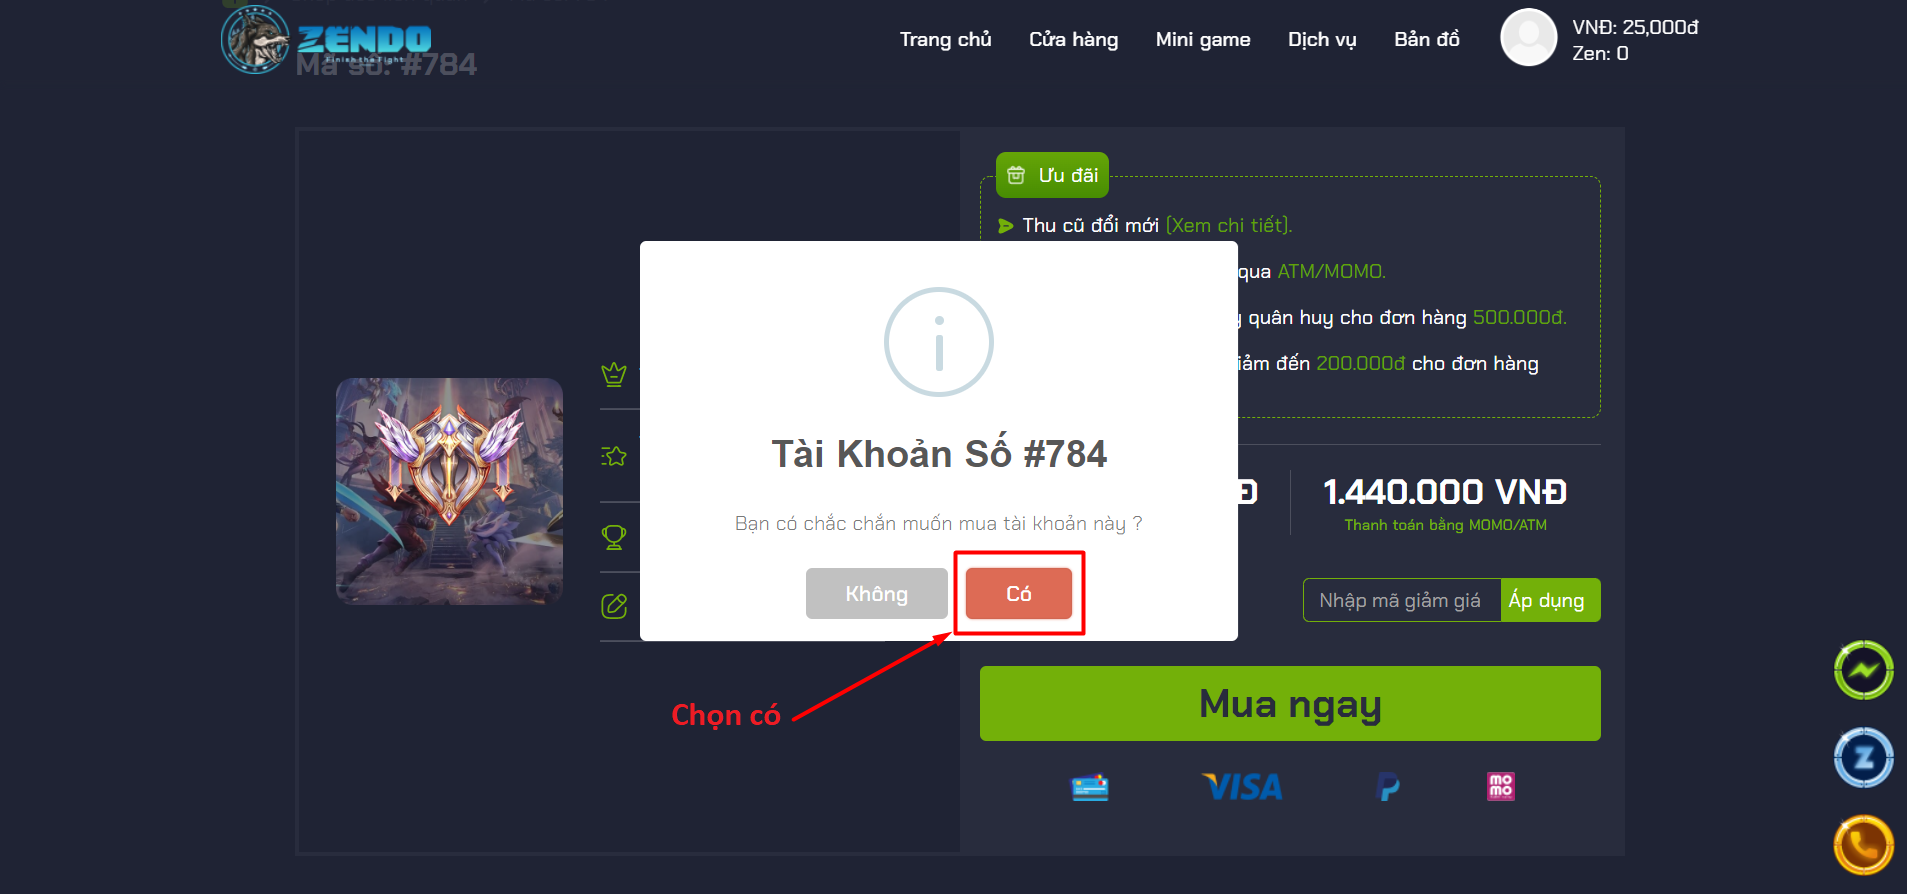 ZENDO
Finish the Fight
Mã số: #784
Trang chủ
Cửa hàng
Mini game
Dịch vụ
Bản đồ
VNĐ: 25,000đ
Zen: 0
Ưu đãi
Thu cũ đổi mới [Xem chi tiết].
qua ATM/MOMO.
quân huy cho đơn hàng 500.000đ.
đến 200.000đ cho đơn hàng
Tài Khoản Số #784
Bạn có chắc chắn muốn mua tài khoản này ?
Không
Có
Chọn có
Đ
1.440.000 VNĐ
Thanh toán bằng MOMO/ATM
Nhập mã giảm giá
Áp dụng
Mua ngay
VISA
mo
mo
Z